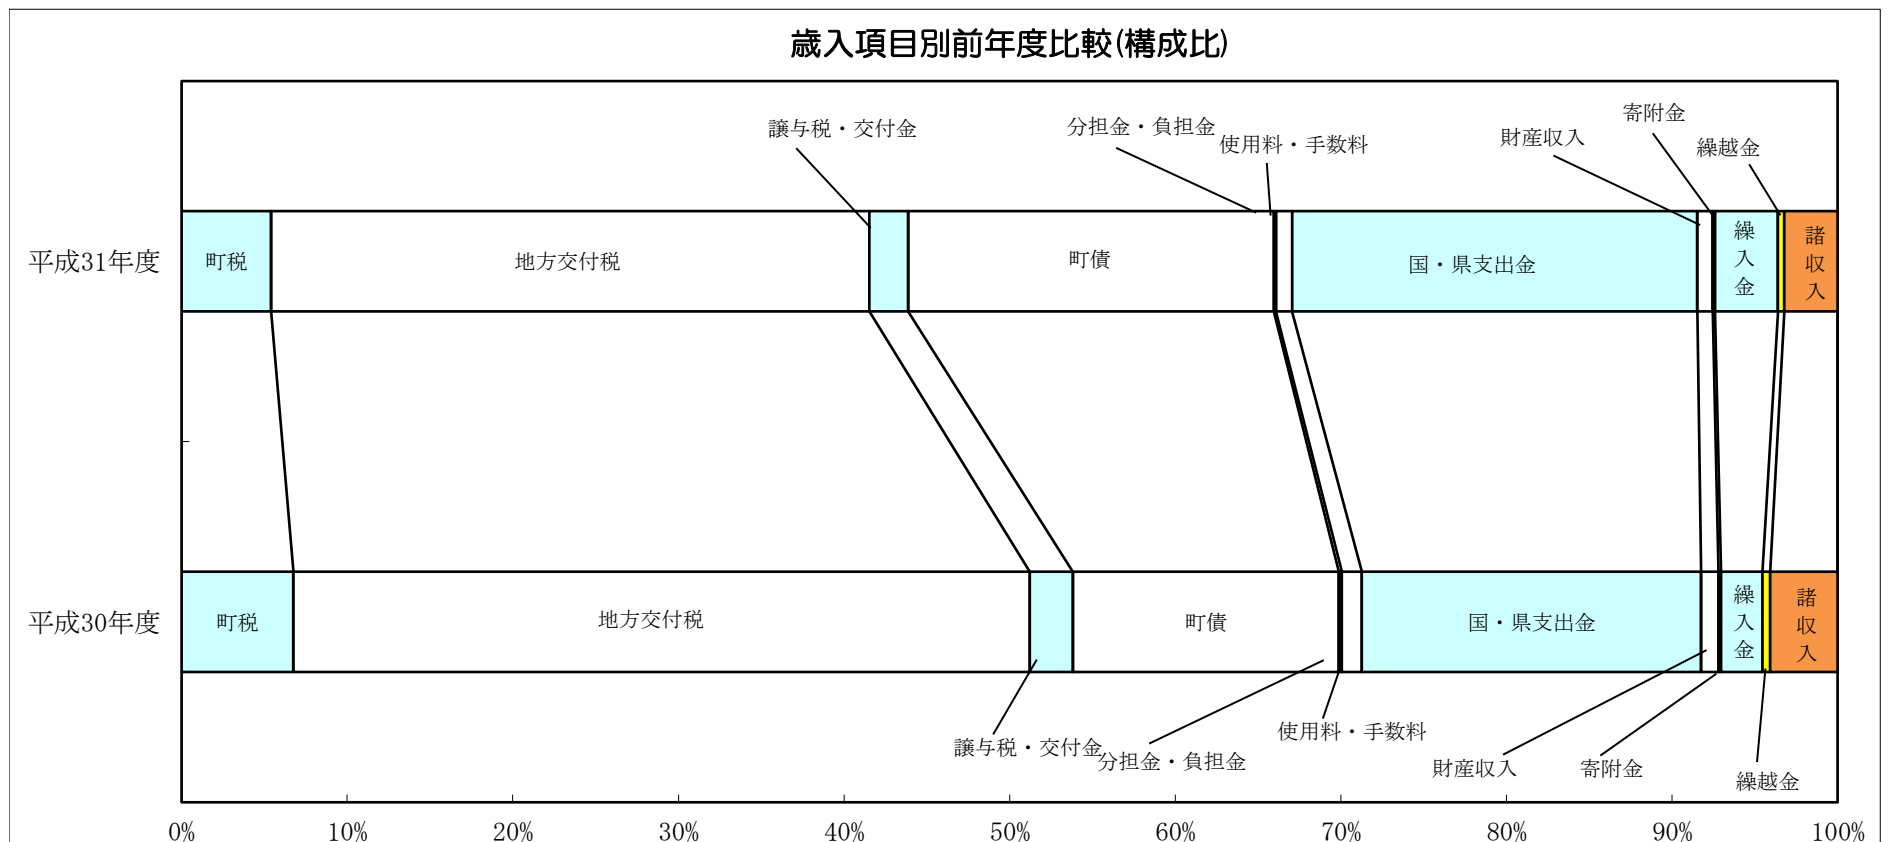 歳入項目別前年度比較(構成比)
譲与税・交付金
分担金・負担金
使用料・手数料
財産収入
寄附金
繰越金
平成31年度
町税
地方交付税
町債
国・県支出金
繰入金
諸収入
平成30年度
町税
地方交付税
町債
国・県支出金
繰入金
諸収入
譲与税・交付金
分担金・負担金
使用料・手数料
財産収入
寄附金
繰越金
0%
10%
20%
30%
40%
50%
60%
70%
80%
90%
100%